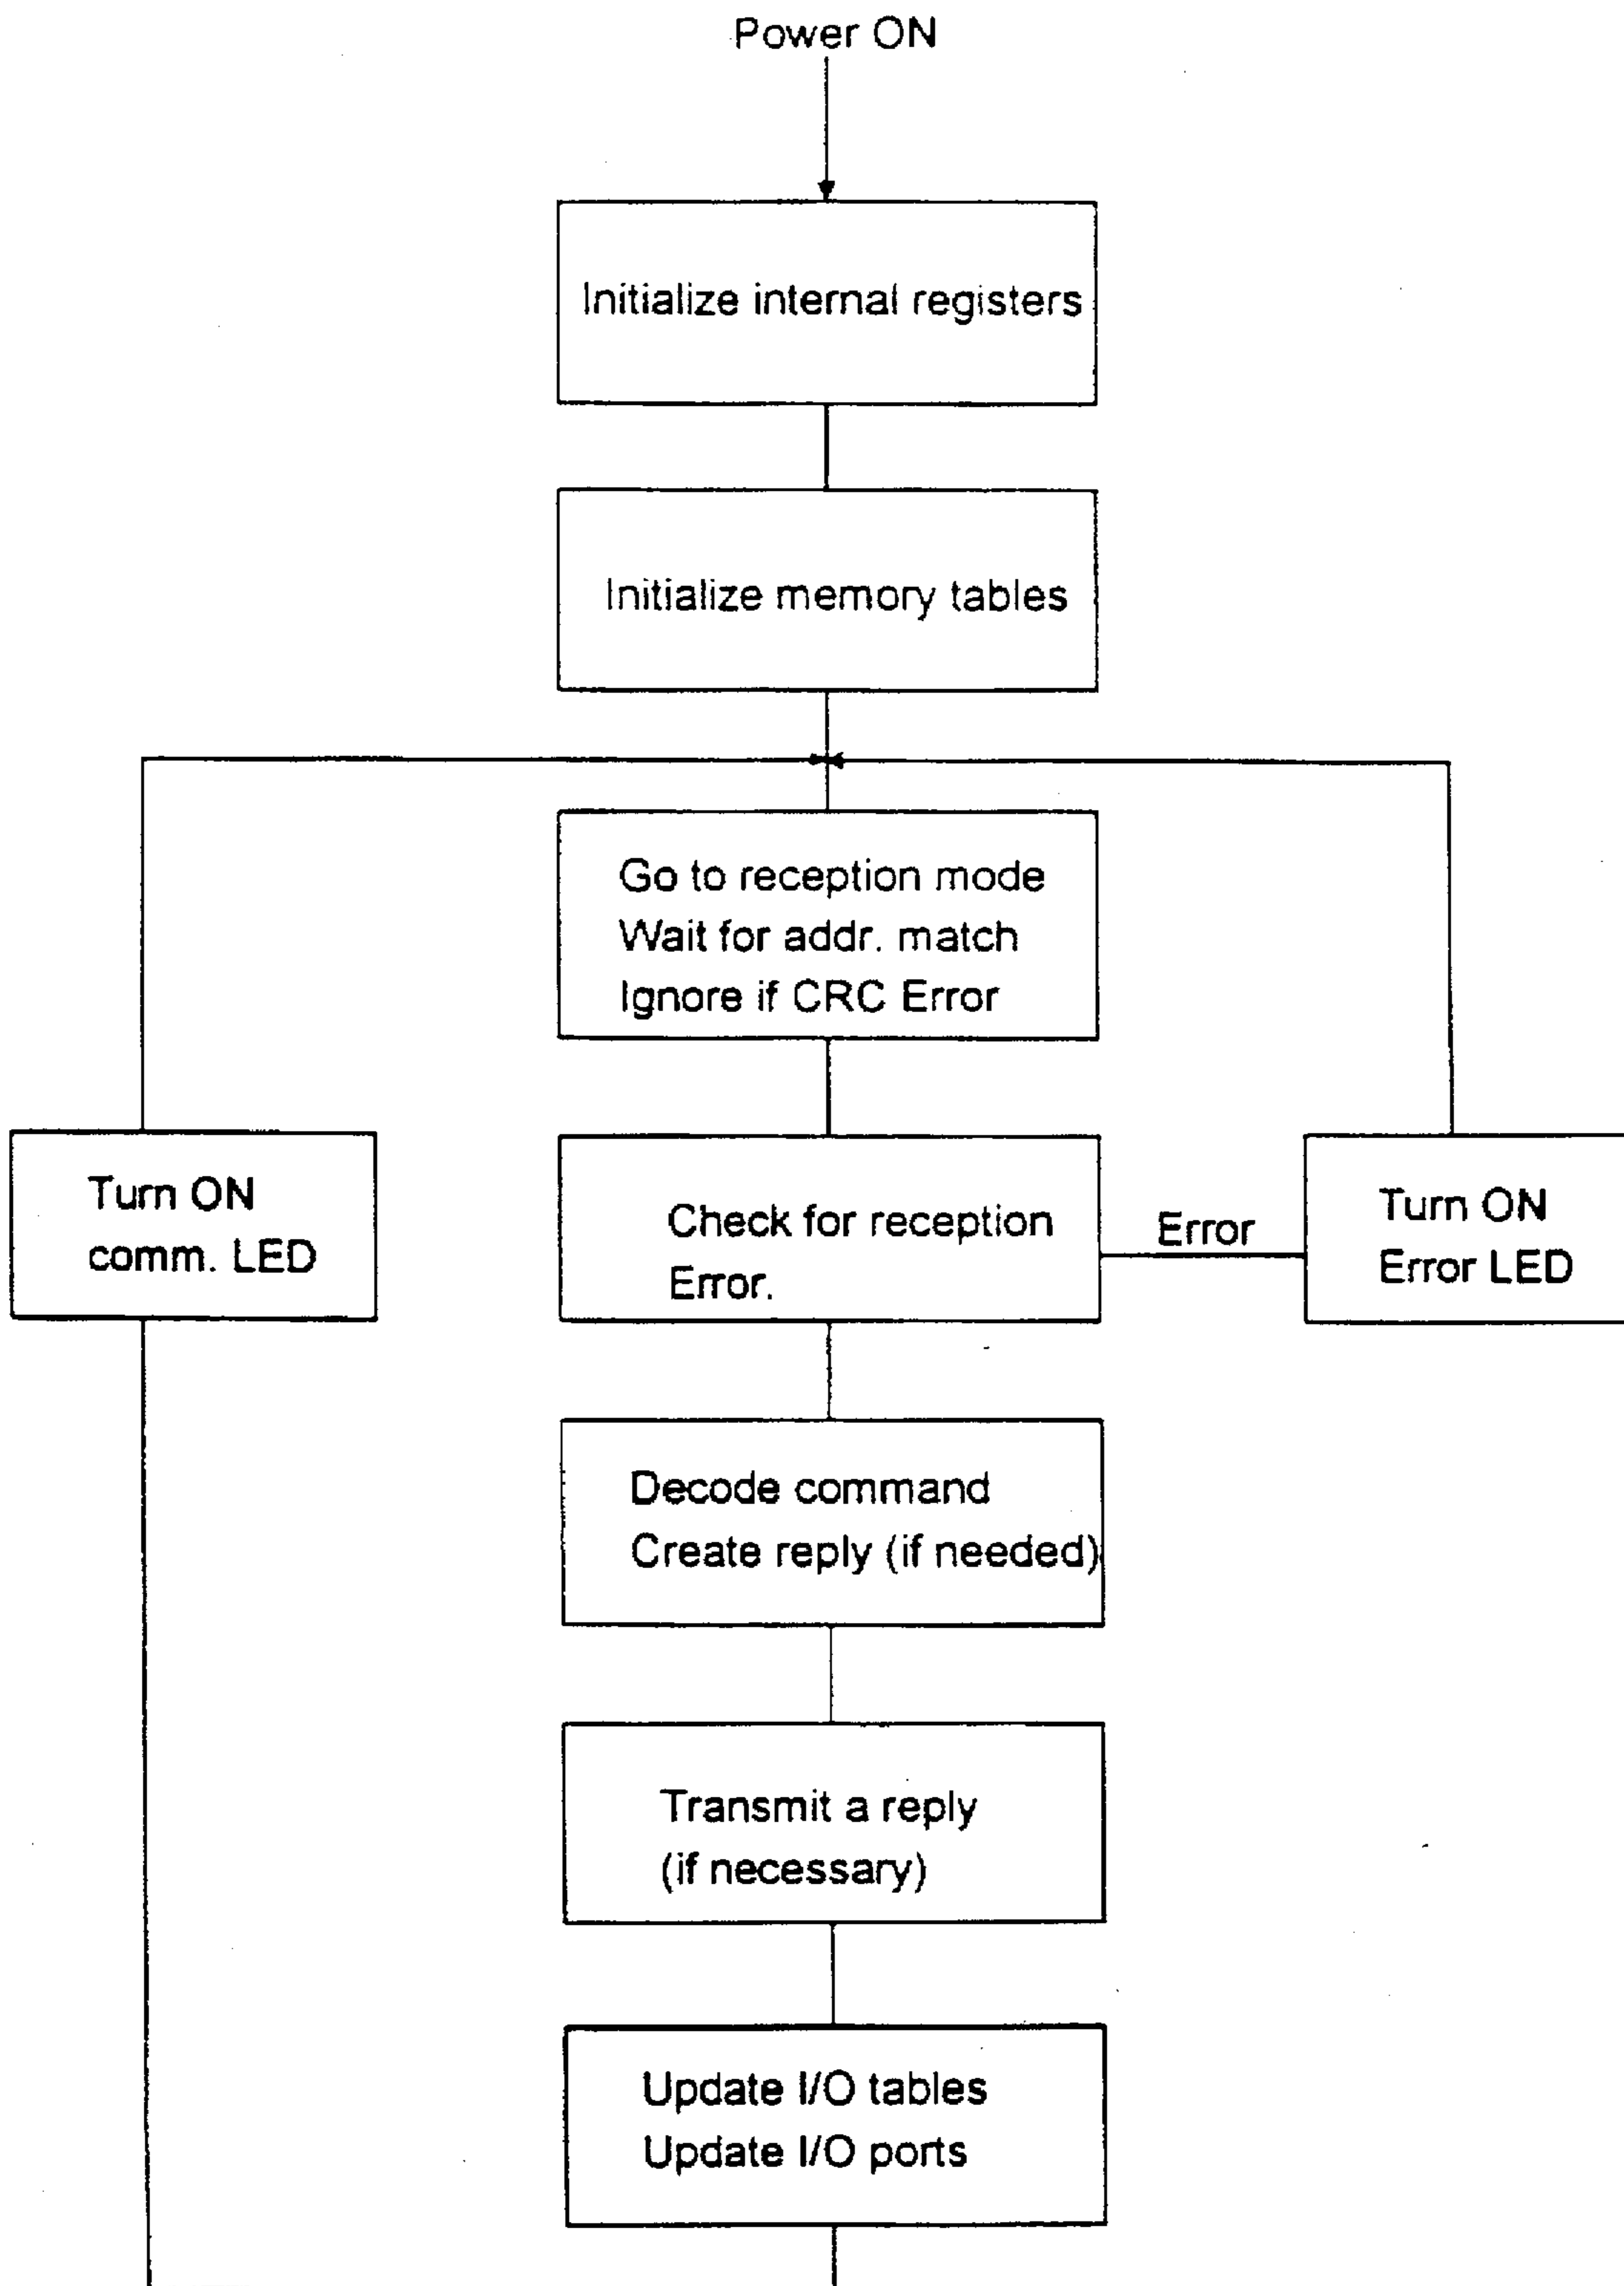 Power ON
Initialize internal registers
Initialize memory tables
Go to reception mode
Wait for addr. match
Ignore if CRC Error
Turn ON
comm. LED
Check for reception
Error.
Error
Turn ON
Error LED
Decode command
Create reply (if needed)
Transmit a reply
(if necessary)
Update I/O tables
Update I/O ports